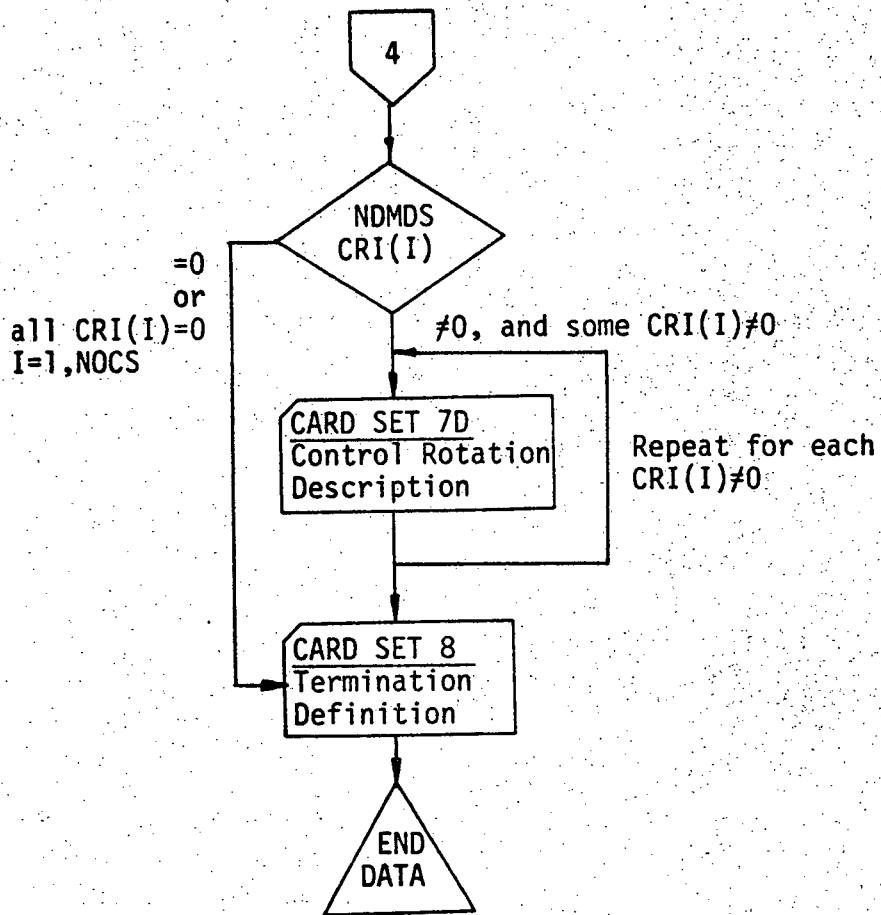 4
NDMDS
CRI(I)
=0
or
all CRI(I)=0
I=1,NOCS
≠0, and some CRI(I)≠0
CARD SET 7D
Control Rotation
Description
Repeat for each
CRI(I)≠0
CARD SET 8
Termination
Definition
END
DATA